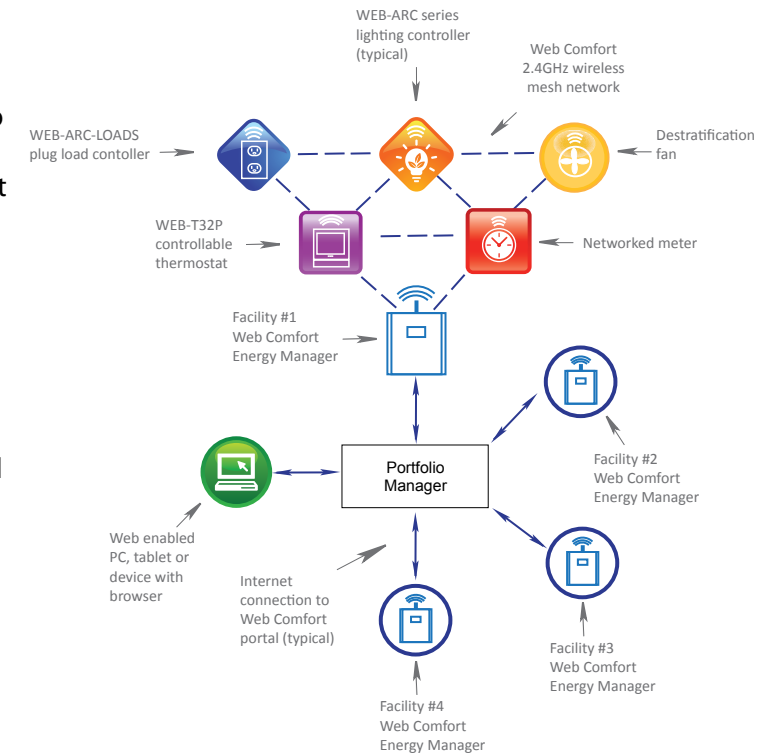 WEB-ARC series
lighting controller
(typical)
Web Comfort
2.4GHz wireless
mesh network
WEB-ARC-LOADS
plug load contoller
Destratification
fan
WEB-T32P
controllable
thermostat
Networked meter
Facility #1
Web Comfort
Energy Manager
Portfolio
Manager
Facility #2
Web Comfort
Energy Manager
Web enabled
PC, tablet or
device with
browser
Internet
connection to
Web Comfort
portal (typical)
Facility #3
Web Comfort
Energy Manager
Facility #4
Web Comfort
Energy Manager